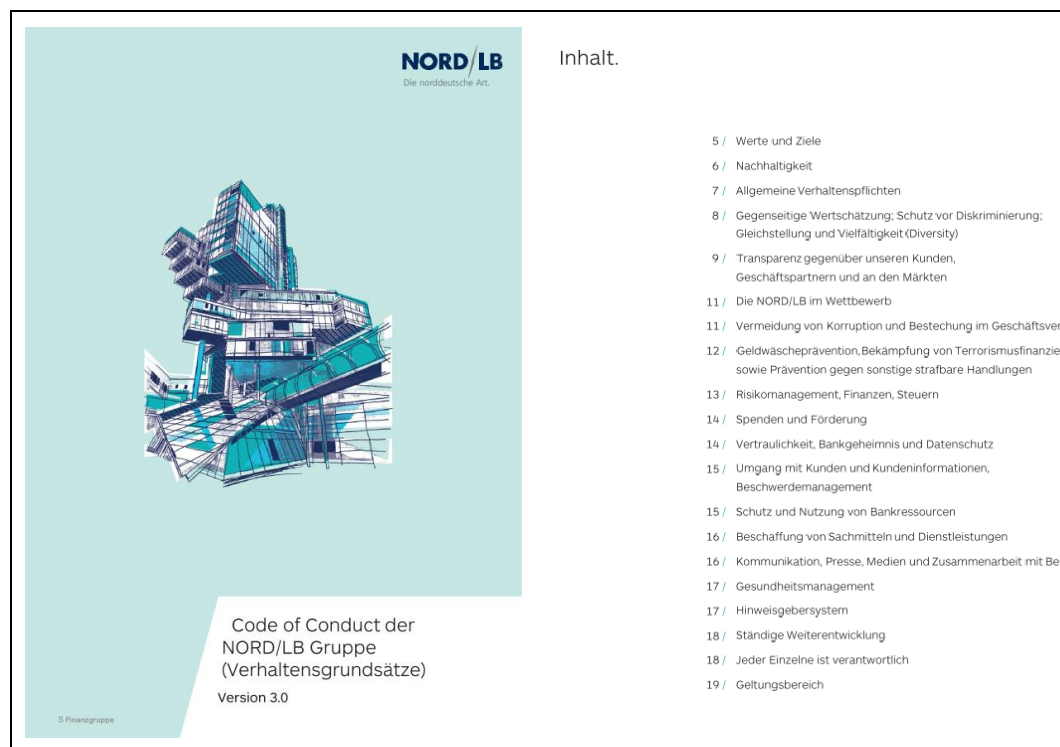 NORD/LB
Die norddeutsche Art.
Code of Conduct der
NORD/LB Gruppe
(Verhaltensgrundsätze)
Version 3.0
S Finanzgruppe
Inhalt.
5 / Werte und Ziele
6 / Nachhaltigkeit
7 / Allgemeine Verhaltenspflichten
8 / Gegenseitige Wertschätzung; Schutz vor Diskriminierung;
Gleichstellung und Vielfältigkeit (Diversity)
9 / Transparenz gegenüber unseren Kunden,
Geschäftspartnern und an den Märkten
11 / Die NORD/LB im Wettbewerb
11 / Vermeidung von Korruption und Bestechung im Geschäftsver
12 / Geldwäscheprävention, Bekämpfung von Terrorismusfinanzie
sowie Prävention gegen sonstige strafbare Handlungen
13 / Risikomanagement, Finanzen, Steuern
14 / Spenden und Förderung
14 / Vertraulichkeit, Bankgeheimnis und Datenschutz
15 / Umgang mit Kunden und Kundeninformationen,
Beschwerdemanagement
15 / Schutz und Nutzung von Bankressourcen
16 / Beschaffung von Sachmitteln und Dienstleistungen
16 / Kommunikation, Presse, Medien und Zusammenarbeit mit Be
17 / Gesundheitsmanagement
17 / Hinweisgebersystem
18 / Ständige Weiterentwicklung
18 / Jeder Einzelne ist verantwortlich
19 / Geltungsbereich